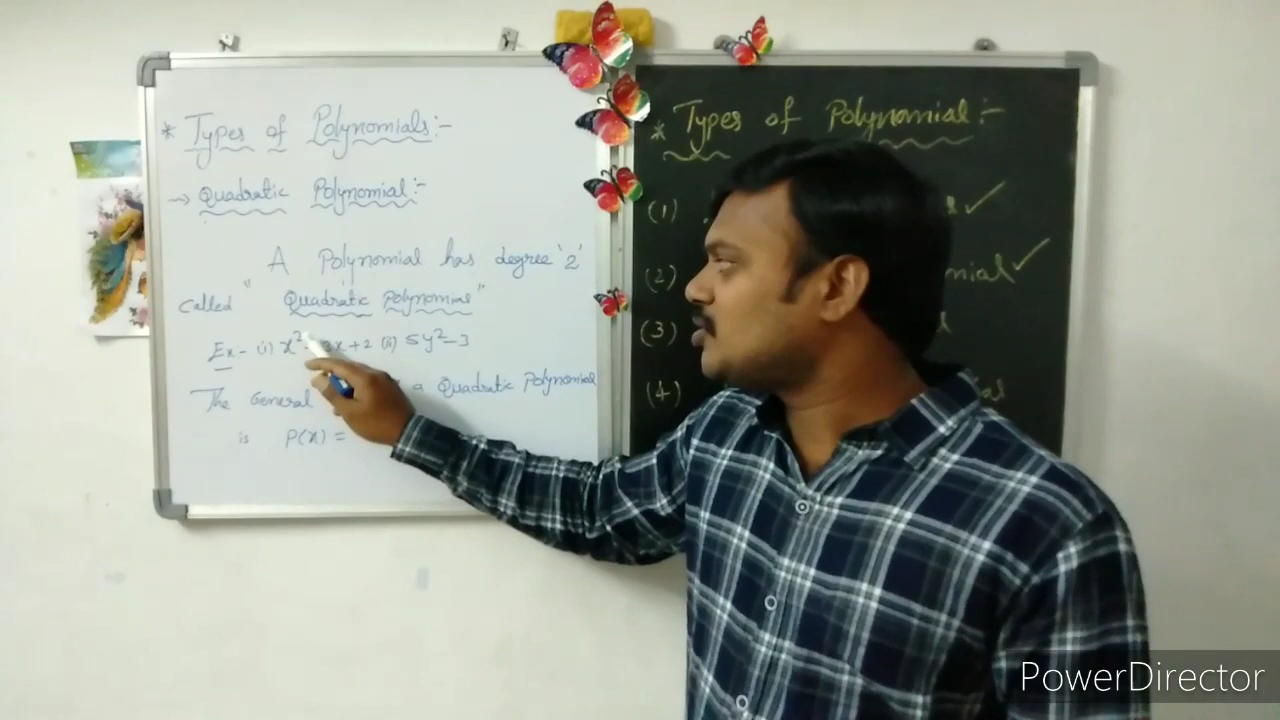 * Types of Polynomials:-
→ Quadratic Polynomial:-
A Polynomial has degree '2'
called " Quadratic Polynomial"
Ex- (i) x² - 3x+2 (ii) 5y²-3
The General a Quadratic Polynomial
is P(x) =
* Types of Polynomial:-
(1) ✓
(2) ✓
(3)
(4)
PowerDirector